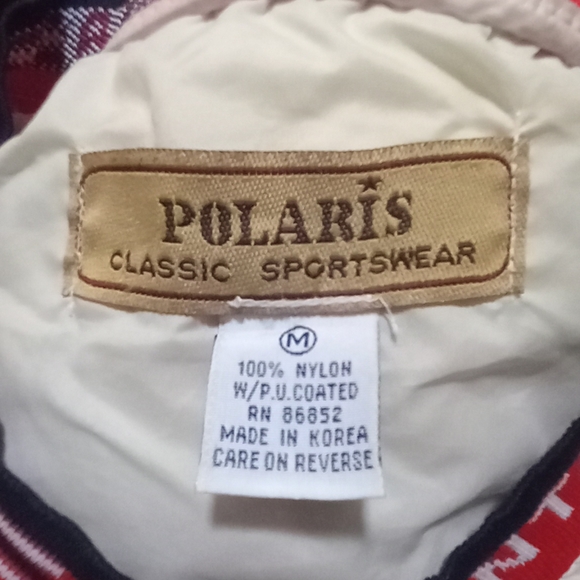 POLARIS
CLASSIC SPORTSWEAR
M
100% NYLON
W/P.U.COATED
RN 86852
MADE IN KOREA
CARE ON REVERSE